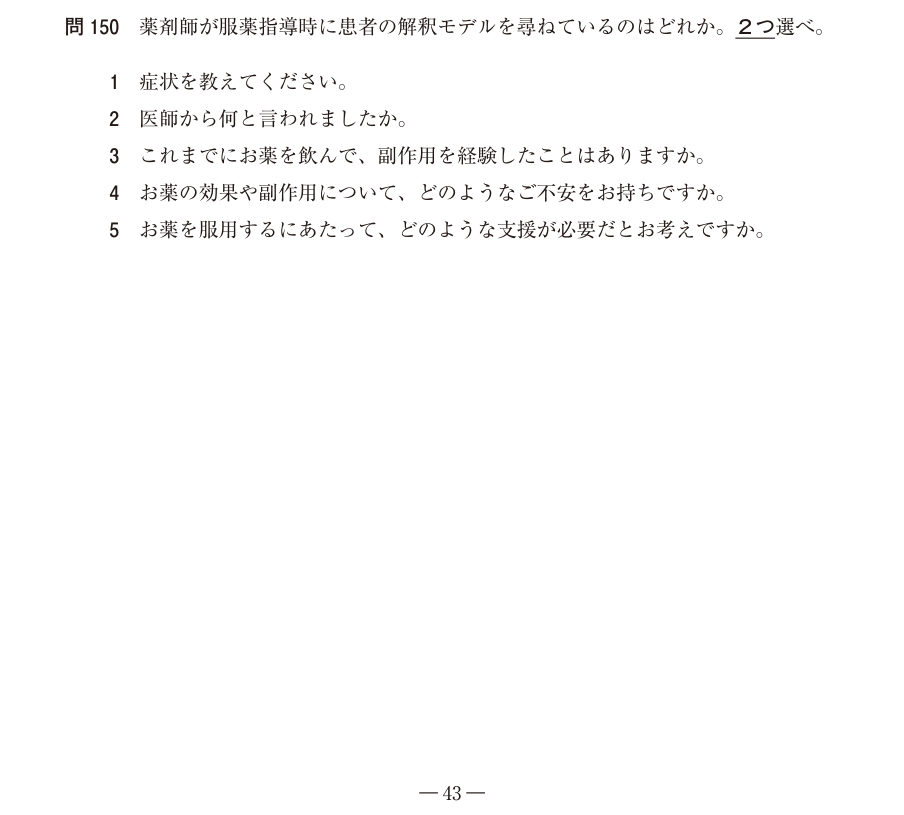 問 150 薬剤師が服薬指導時に患者の解釈モデルを尋ねているのはどれか。２つ選べ。
1 症状を教えてください。
2 医師から何と言われましたか。
3 これまでにお薬を飲んで、副作用を経験したことはありますか。
4 お薬の効果や副作用について、どのようなご不安をお持ちですか。
5 お薬を服用するにあたって、どのような支援が必要だとお考えですか。
― 43 ―